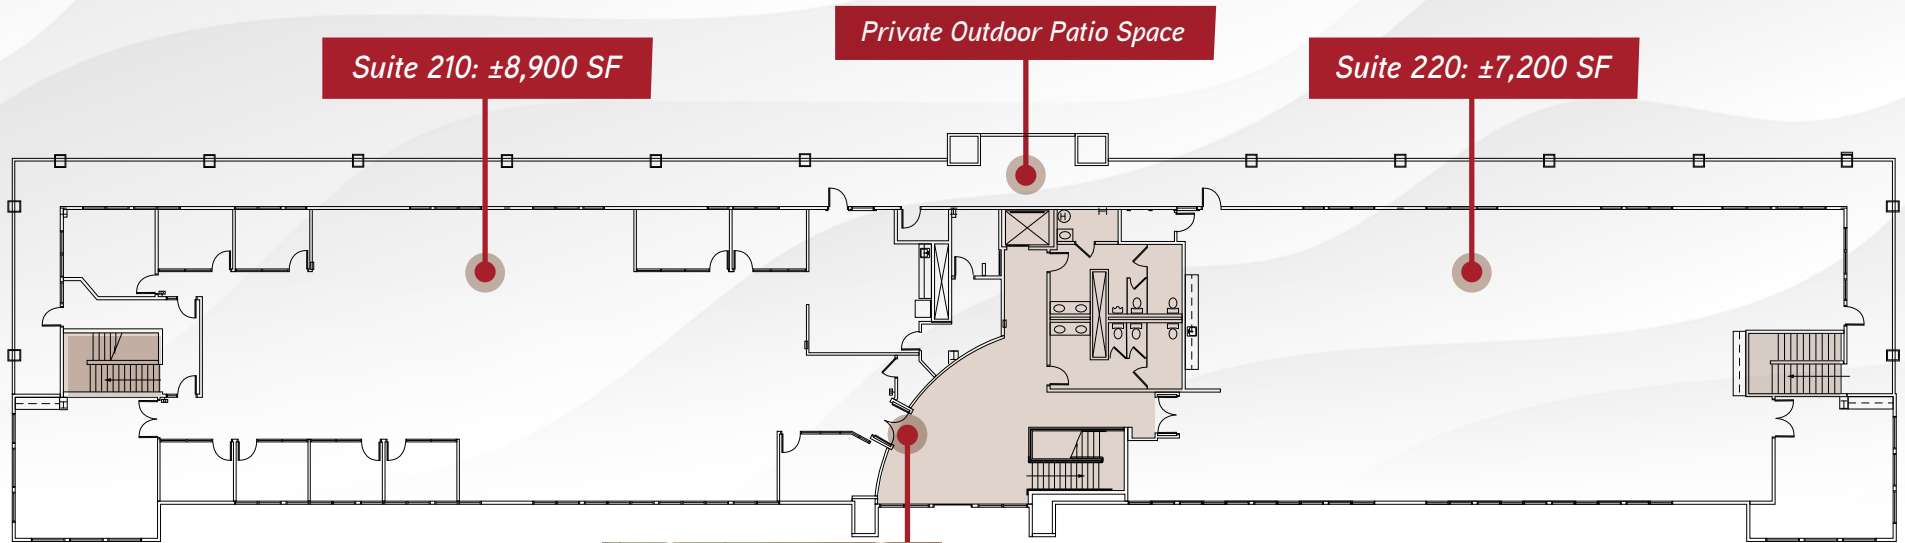 Private Outdoor Patio Space
Suite 210: ±8,900 SF
Suite 220: ±7,200 SF
H